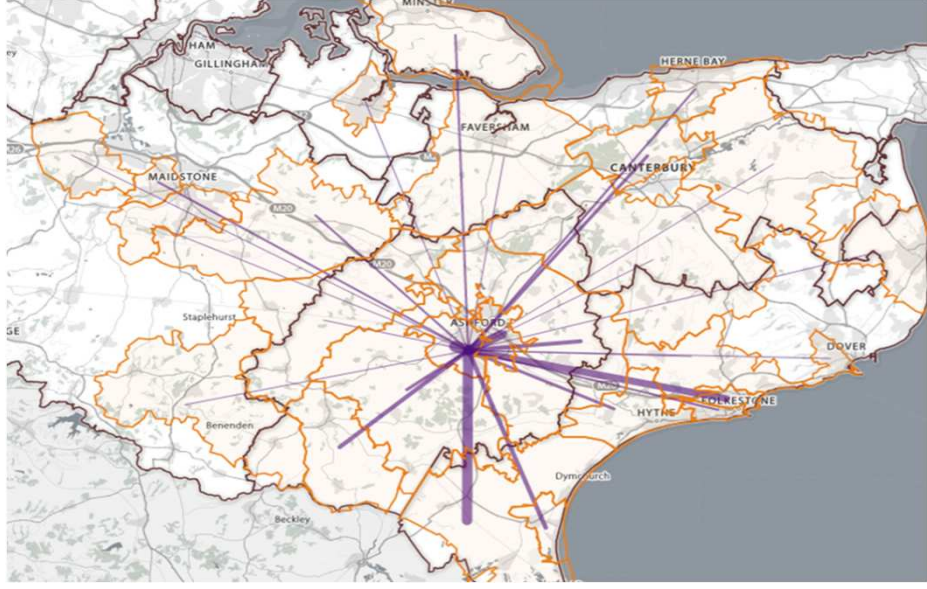 MINSTER
HAM
GILLINGHAM
HERNE BAY
FAVERSHAM
CANTERBURY
MAIDSTONE
M20
M20
Staplehurst
ASHFORD
GE
DOVER
FOLKESTONE
HYTHE
Benenden
Dymchurch
Beckley